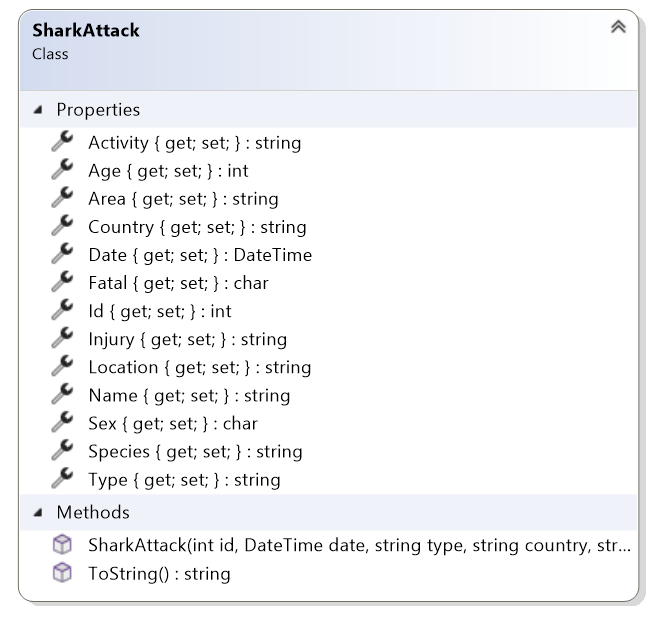 SharkAttack
Class
Properties
Activity { get; set; } : string
Age { get; set; } : int
Area { get; set; } : string
Country { get; set; } : string
Date { get; set; } : DateTime
Fatal { get; set; } : char
Id { get; set; } : int
Injury { get; set; } : string
Location { get; set; } : string
Name { get; set; } : string
Sex { get; set; } : char
Species { get; set; } : string
Type { get; set; } : string
Methods
SharkAttack(int id, DateTime date, string type, string country, str...
ToString() : string